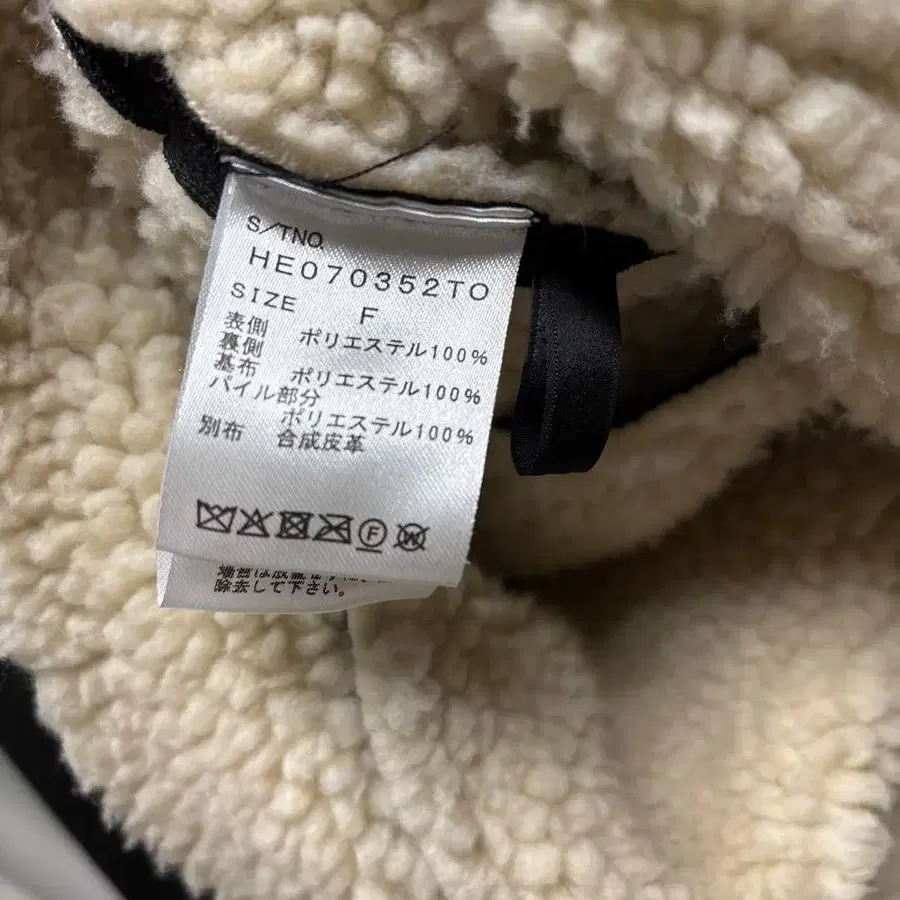 S/TNO.
HE070352TO
SIZE F
表側 ポリエステル100%
裏側
基布 ポリエステル100%
パイル部分
ポリエステル100%
別布 合成皮革
F W
除去して下さい。